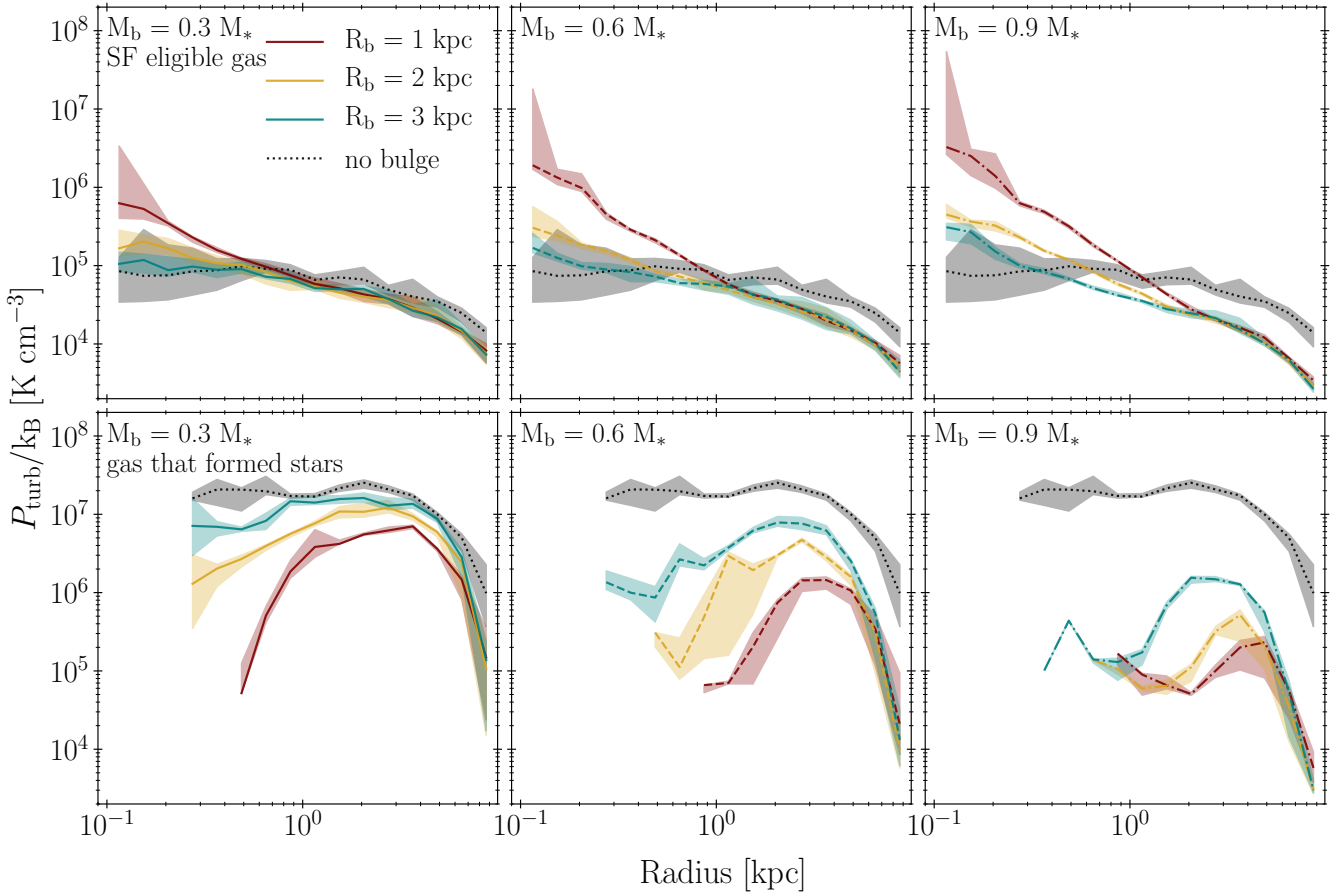 M_b = 0.3 M_*
SF eligible gas
R_b = 1 kpc
R_b = 2 kpc
R_b = 3 kpc
no bulge
M_b = 0.6 M_*
M_b = 0.9 M_*
10^8
10^7
10^6
10^5
10^4
M_b = 0.3 M_*
gas that formed stars
M_b = 0.6 M_*
M_b = 0.9 M_*
10^8
10^7
10^6
10^5
10^4
P_turb/k_B [K cm^−3]
10^−1 10^0 10^−1 10^0 10^−1 10^0
Radius [kpc]